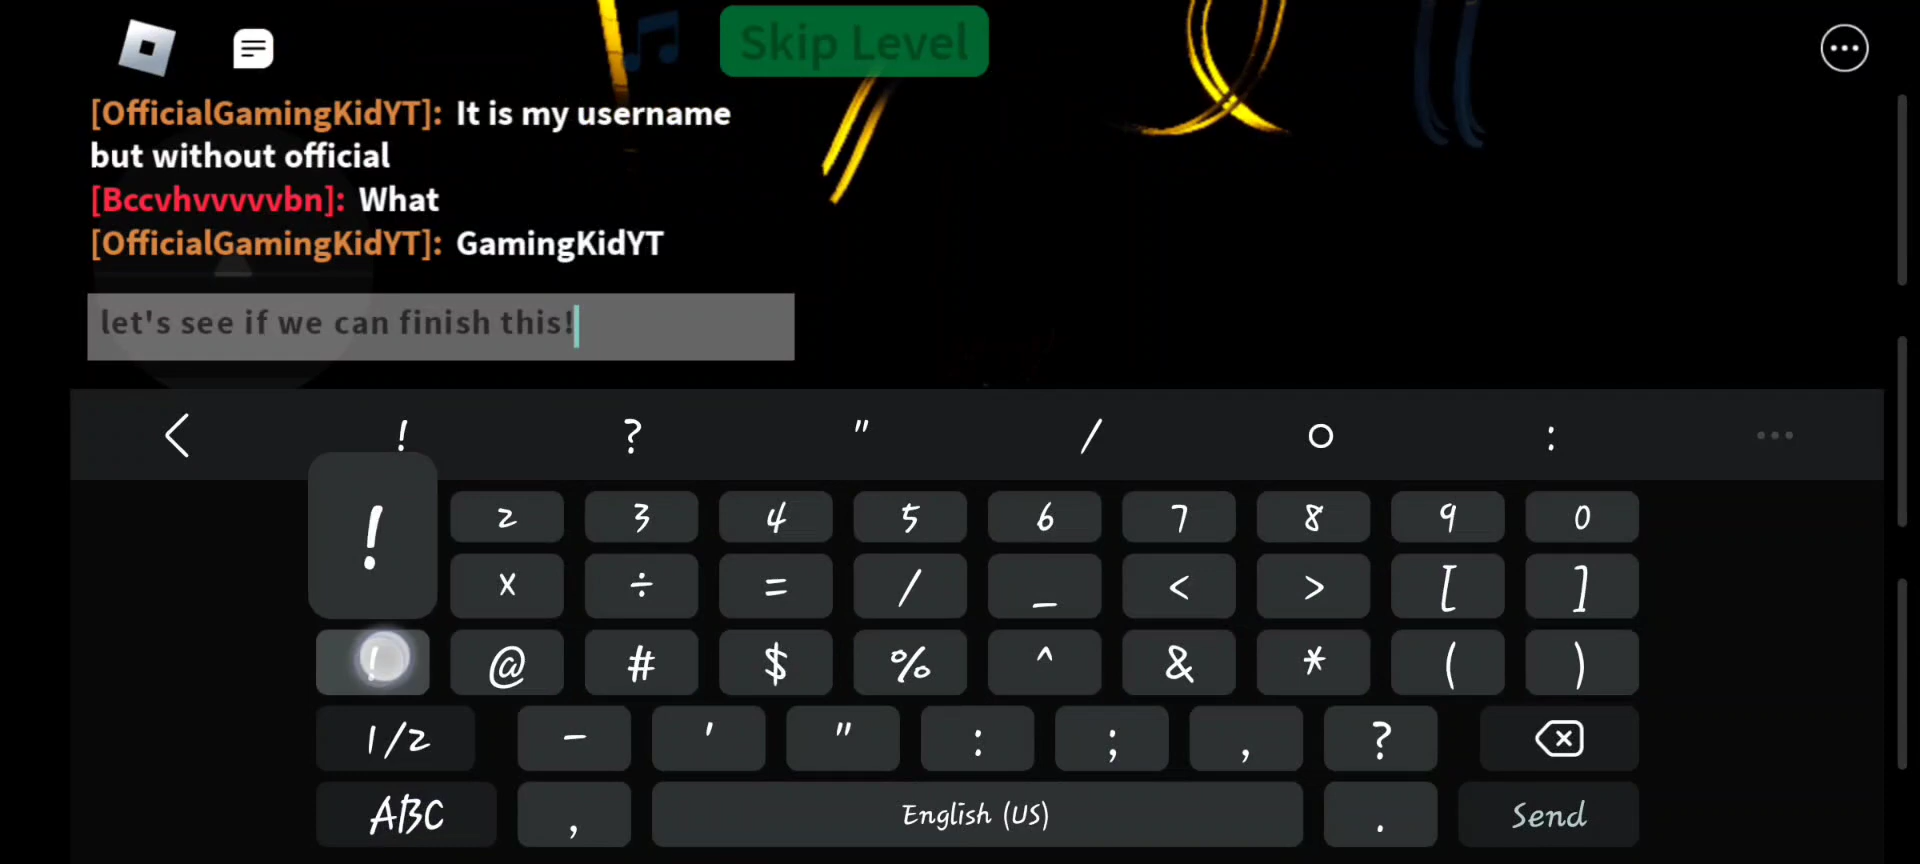 Skip Level
[OfficialGamingKidYT]: It is my username
but without official
[Bccvhvvvvvbn]: What
[OfficialGamingKidYT]: GamingKidYT
let's see if we can finish this!
! ? " / ○ :
! 2 3 4 5 6 7 8 9 0
× ÷ = / _ < > [ ]
! @ # $ % ^ & * ( )
1/2 - ' " : ; , ?
ABC , English (US) . Send